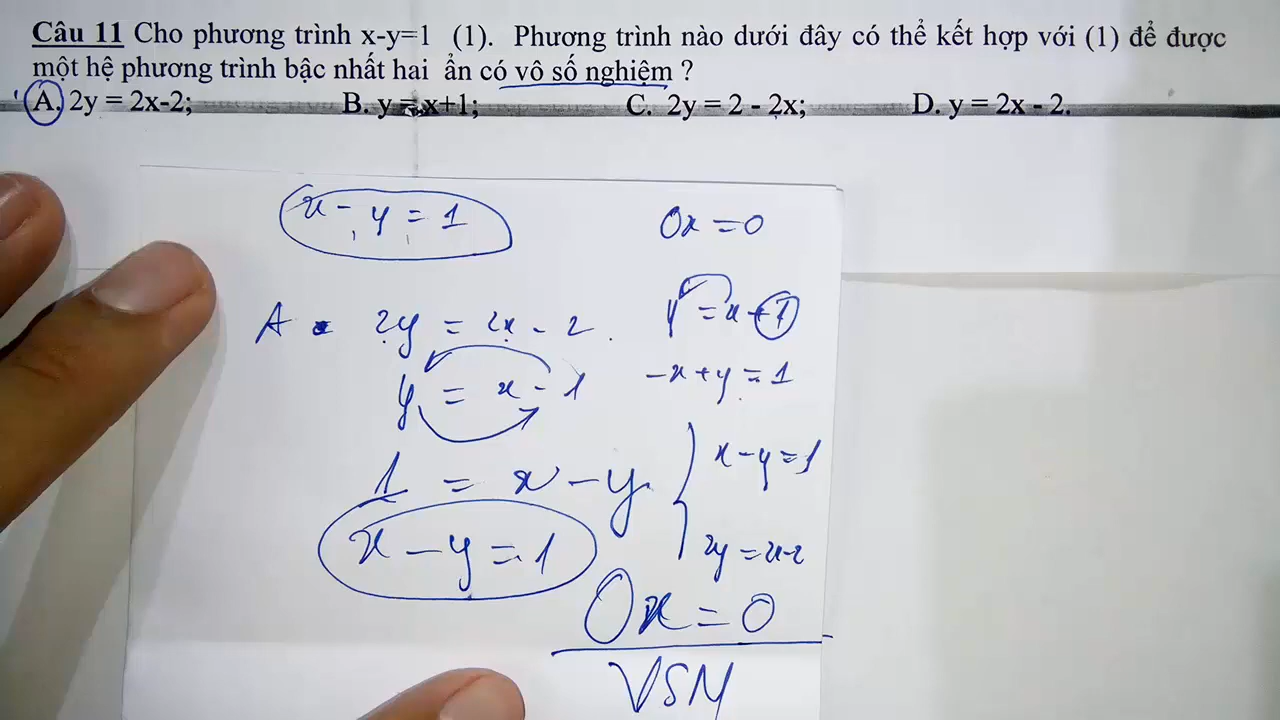 Câu 11 Cho phương trình x-y=1 (1). Phương trình nào dưới đây có thể kết hợp với (1) để được
một hệ phương trình bậc nhất hai ẩn có vô số nghiệm ?
A. 2y = 2x-2; B. y = x+1; C. 2y = 2 - 2x; D. y = 2x - 2.
x - y = 1
0x = 0
A 2y = 2x - 2.
y = x + 1
y = x - 1
-x + y = 1
1 = x - y
x - y = 1
x - y = 1
2y = 2x-2
0x = 0
VSN